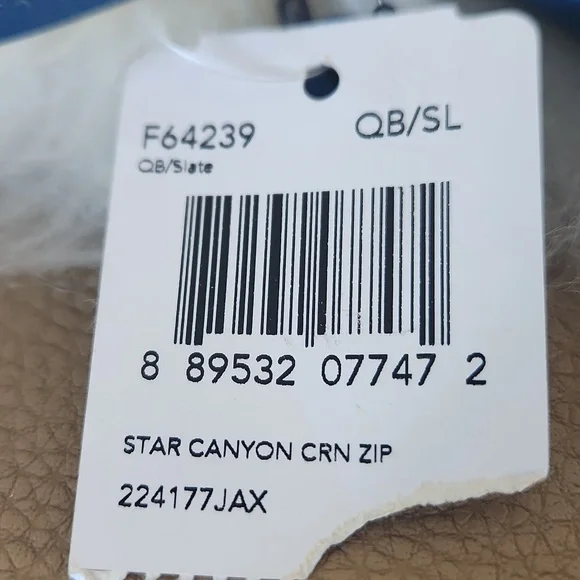 F64239 QB/SL
QB/Slate
8 89532 07747 2
STAR CANYON CRN ZIP
224177JAX